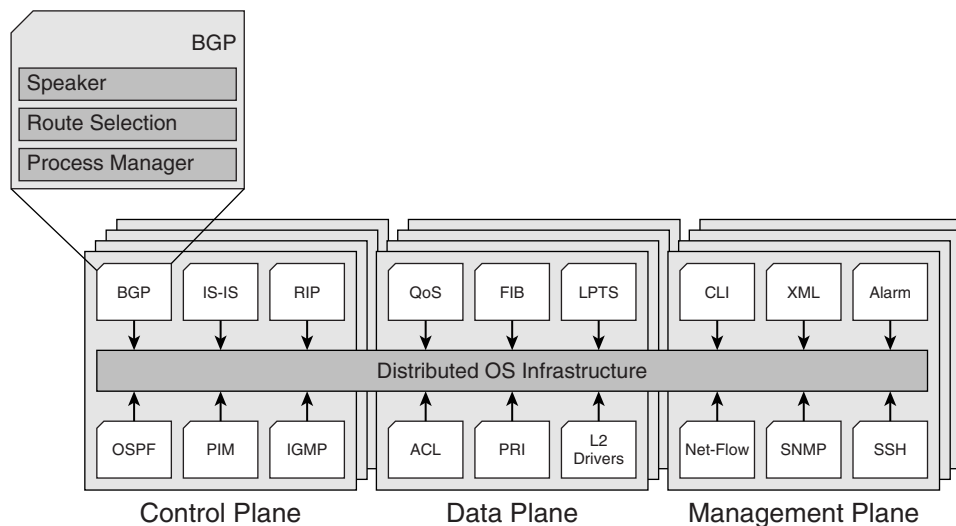 BGP
Speaker
Route Selection
Process Manager
BGP IS-IS RIP QoS FIB LPTS CLI XML Alarm
Distributed OS Infrastructure
OSPF PIM IGMP ACL PRI L2 Drivers Net-Flow SNMP SSH
Control Plane Data Plane Management Plane